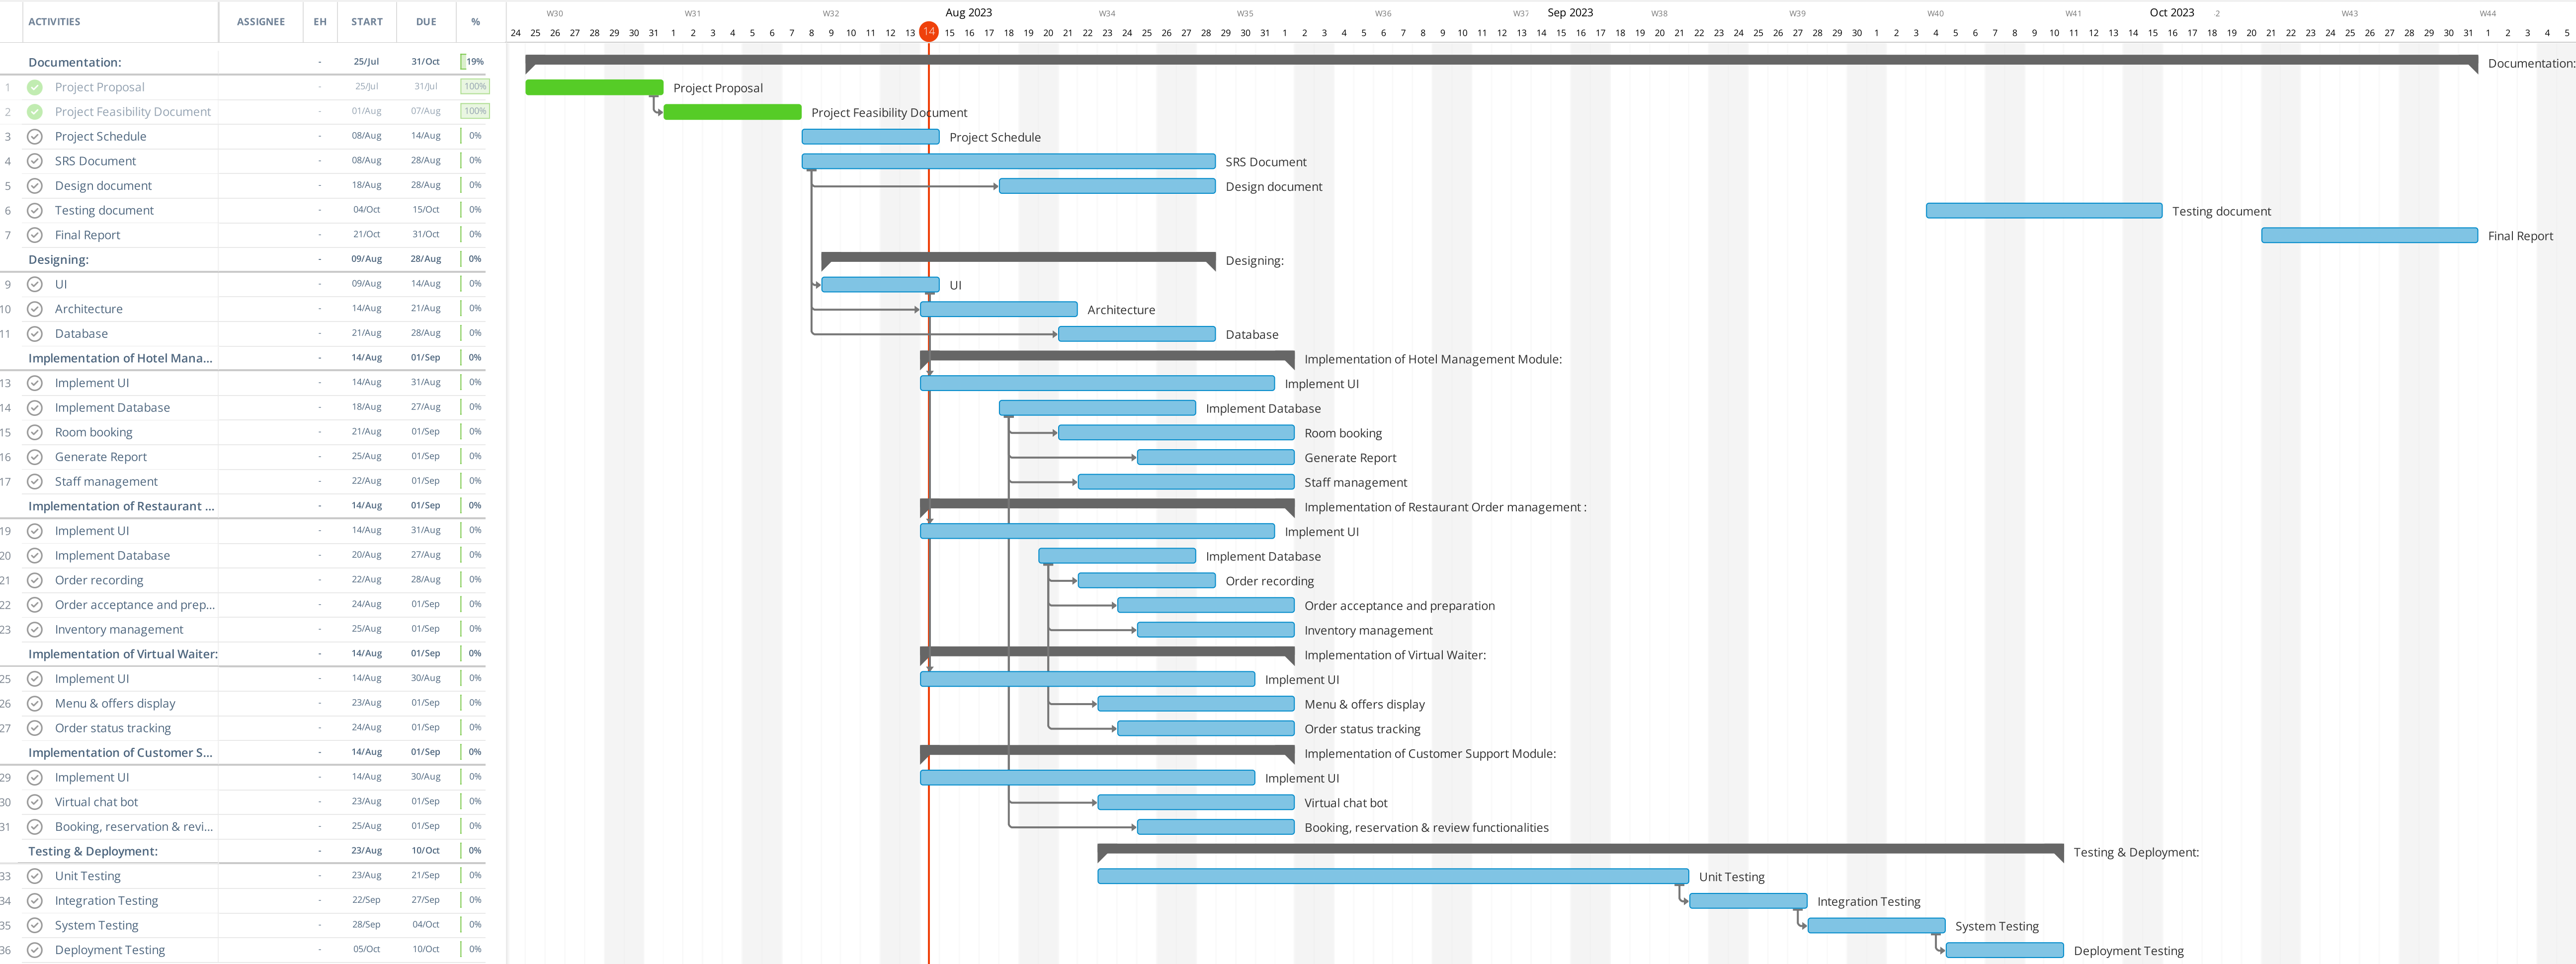 ACTIVITIES ASSIGNEE EH START DUE %
W30 W31 W32 Aug 2023 W34 W35 W36 W37 Sep 2023 W38 W39 W40 W41 Oct 2023 2 W43 W44
24 25 26 27 28 29 30 31 1 2 3 4 5 6 7 8 9 10 11 12 13 14 15 16 17 18 19 20 21 22 23 24 25 26 27 28 29 30 31 1 2 3 4 5 6 7 8 9 10 11 12 13 14 15 16 17 18 19 20 21 22 23 24 25 26 27 28 29 30 1 2 3 4 5 6 7 8 9 10 11 12 13 14 15 16 17 18 19 20 21 22 23 24 25 26 27 28 29 30 31 1 2 3 4 5
Documentation: - 25/Jul 31/Oct 19% Documentation:
1 Project Proposal - 25/Jul 31/Jul 100% Project Proposal
2 Project Feasibility Document - 01/Aug 07/Aug 100% Project Feasibility Document
3 Project Schedule - 08/Aug 14/Aug 0% Project Schedule
4 SRS Document - 08/Aug 28/Aug 0% SRS Document
5 Design document - 18/Aug 28/Aug 0% Design document
6 Testing document - 04/Oct 15/Oct 0% Testing document
7 Final Report - 21/Oct 31/Oct 0% Final Report
Designing: - 09/Aug 28/Aug 0% Designing:
9 UI - 09/Aug 14/Aug 0% UI
10 Architecture - 14/Aug 21/Aug 0% Architecture
11 Database - 21/Aug 28/Aug 0% Database
Implementation of Hotel Mana... - 14/Aug 01/Sep 0% Implementation of Hotel Management Module:
13 Implement UI - 14/Aug 31/Aug 0% Implement UI
14 Implement Database - 18/Aug 27/Aug 0% Implement Database
15 Room booking - 21/Aug 01/Sep 0% Room booking
16 Generate Report - 25/Aug 01/Sep 0% Generate Report
17 Staff management - 22/Aug 01/Sep 0% Staff management
Implementation of Restaurant ... - 14/Aug 01/Sep 0% Implementation of Restaurant Order management :
19 Implement UI - 14/Aug 31/Aug 0% Implement UI
20 Implement Database - 20/Aug 27/Aug 0% Implement Database
21 Order recording - 22/Aug 28/Aug 0% Order recording
22 Order acceptance and prep... - 24/Aug 01/Sep 0% Order acceptance and preparation
23 Inventory management - 25/Aug 01/Sep 0% Inventory management
Implementation of Virtual Waiter: - 14/Aug 01/Sep 0% Implementation of Virtual Waiter:
25 Implement UI - 14/Aug 30/Aug 0% Implement UI
26 Menu & offers display - 23/Aug 01/Sep 0% Menu & offers display
27 Order status tracking - 24/Aug 01/Sep 0% Order status tracking
Implementation of Customer S... - 14/Aug 01/Sep 0% Implementation of Customer Support Module:
29 Implement UI - 14/Aug 30/Aug 0% Implement UI
30 Virtual chat bot - 23/Aug 01/Sep 0% Virtual chat bot
31 Booking, reservation & revi... - 25/Aug 01/Sep 0% Booking, reservation & review functionalities
Testing & Deployment: - 23/Aug 10/Oct 0% Testing & Deployment:
33 Unit Testing - 23/Aug 21/Sep 0% Unit Testing
34 Integration Testing - 22/Sep 27/Sep 0% Integration Testing
35 System Testing - 28/Sep 04/Oct 0% System Testing
36 Deployment Testing - 05/Oct 10/Oct 0% Deployment Testing